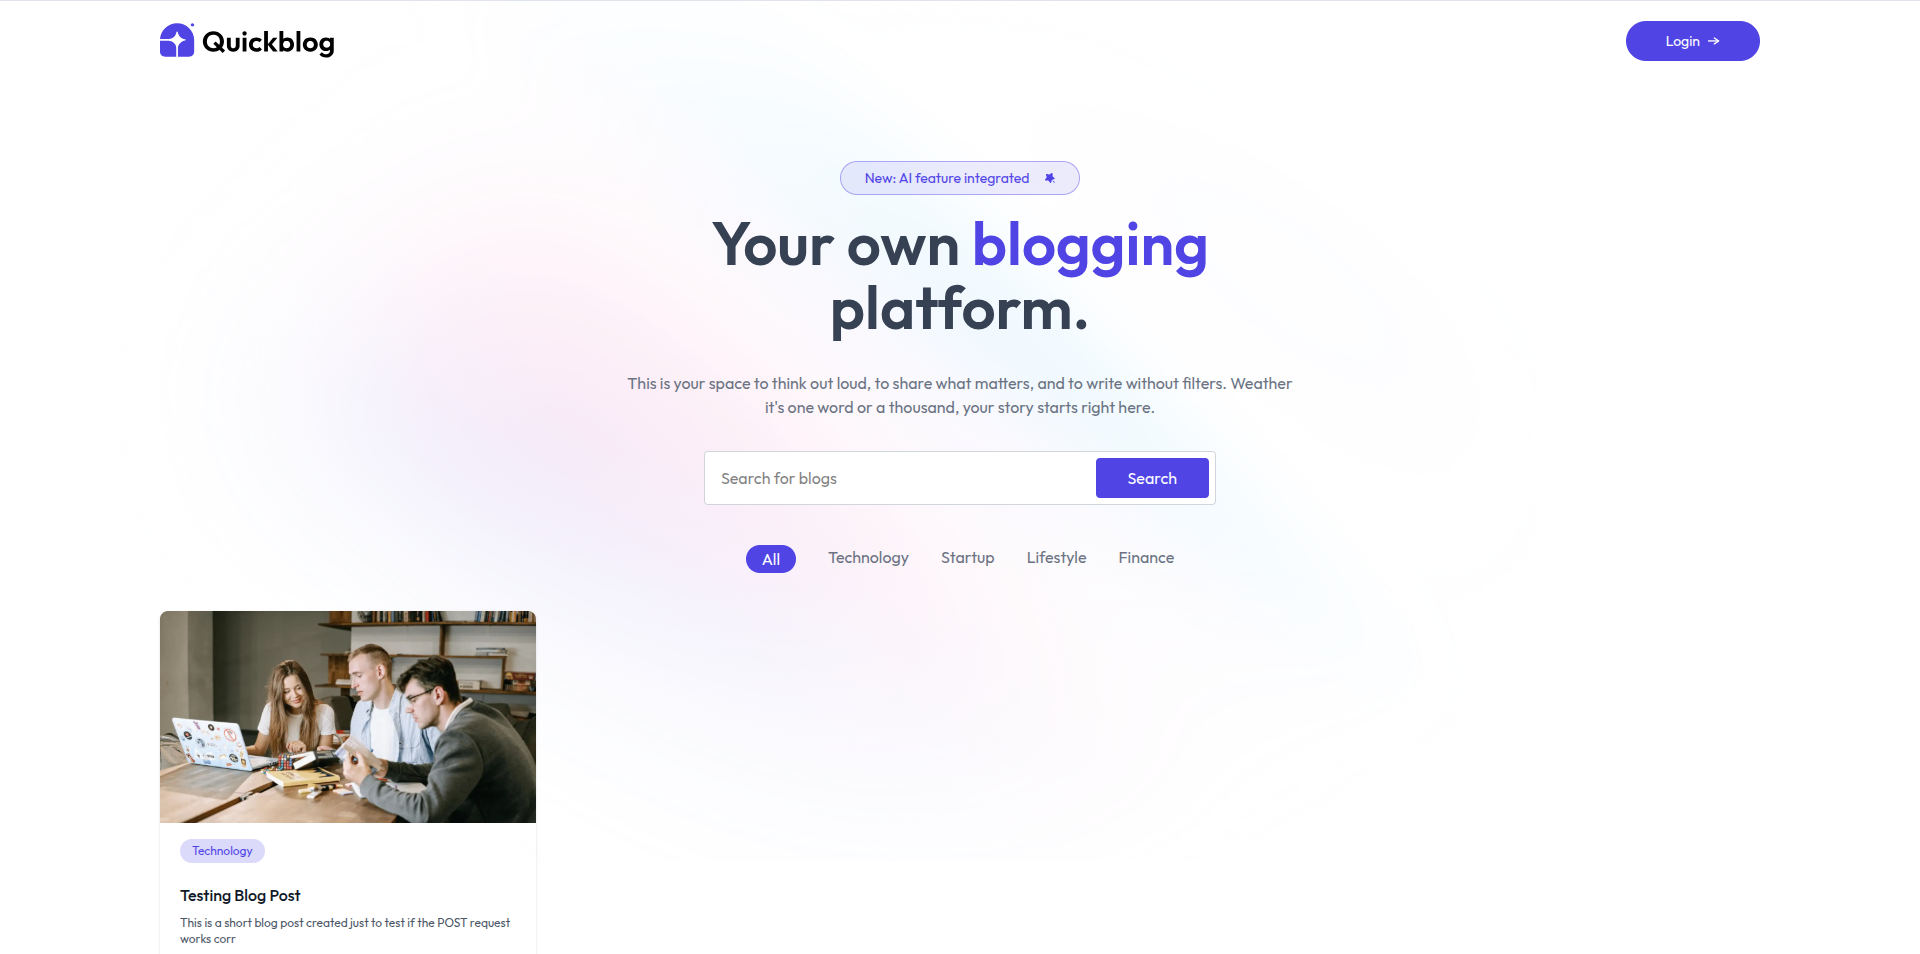 Quickblog
Login →
New: AI feature integrated
Your own blogging
platform.
This is your space to think out loud, to share what matters, and to write without filters. Weather
it's one word or a thousand, your story starts right here.
Search for blogs
Search
All
Technology
Startup
Lifestyle
Finance
Technology
Testing Blog Post
This is a short blog post created just to test if the POST request
works corr